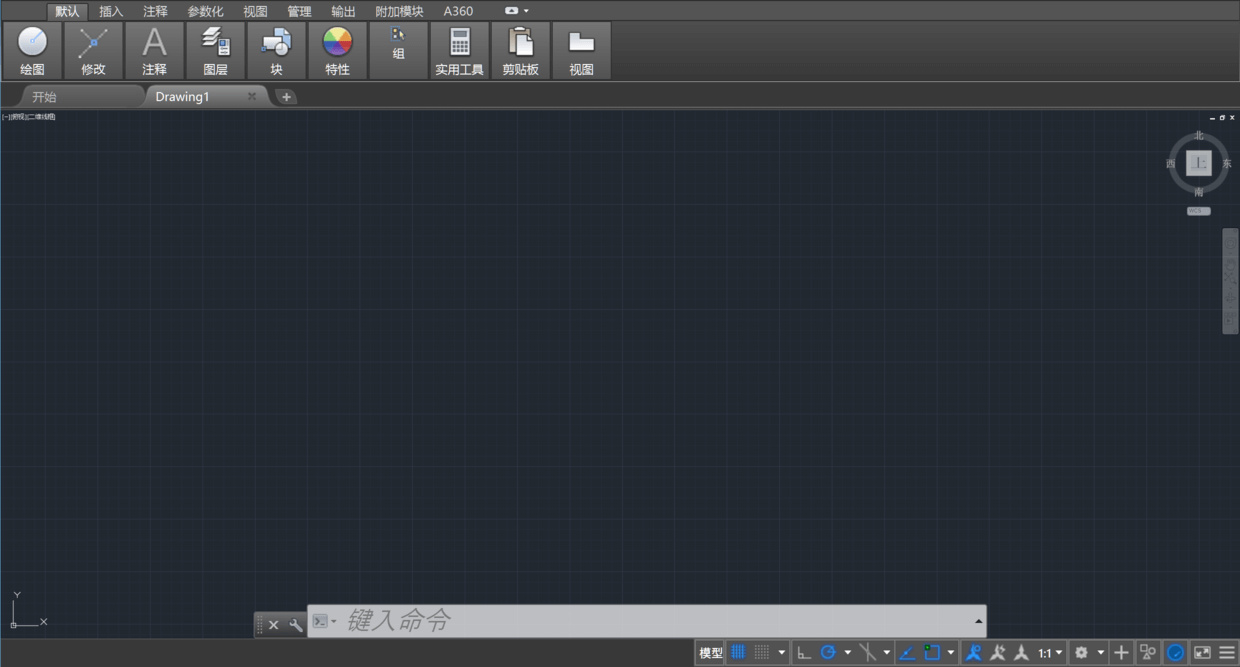 默认 插入 注释 参数化 视图 管理 输出 附加模块 A360
绘图 修改 注释 图层 块 特性 组 实用工具 剪贴板 视图
开始 Drawing1
[-][俯视][二维线框]
北
西 上 东
南
WCS
Y
X
键入命令
模型 1:1